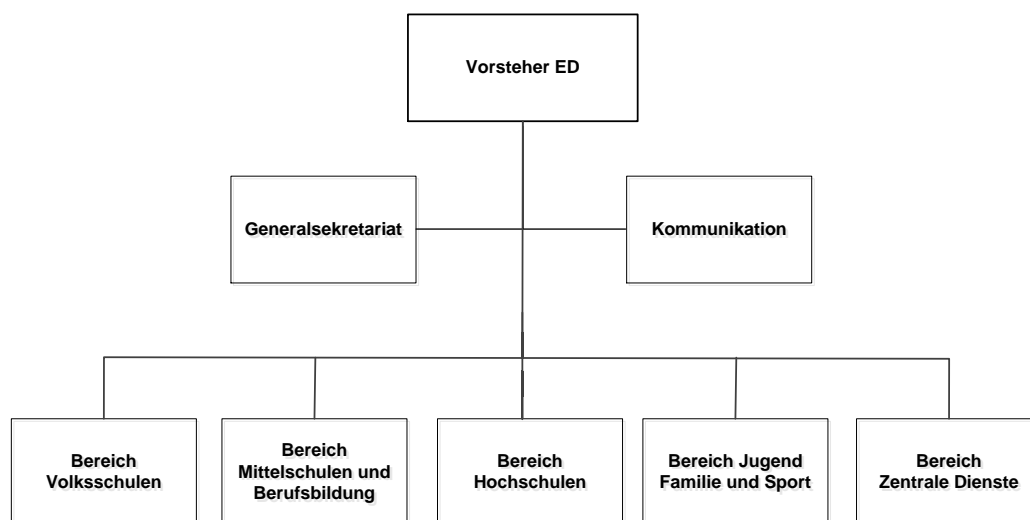 Vorsteher ED
Generalsekretariat
Kommunikation
Bereich
Volksschulen
Bereich
Mittelschulen und
Berufsbildung
Bereich
Hochschulen
Bereich Jugend
Familie und Sport
Bereich
Zentrale Dienste